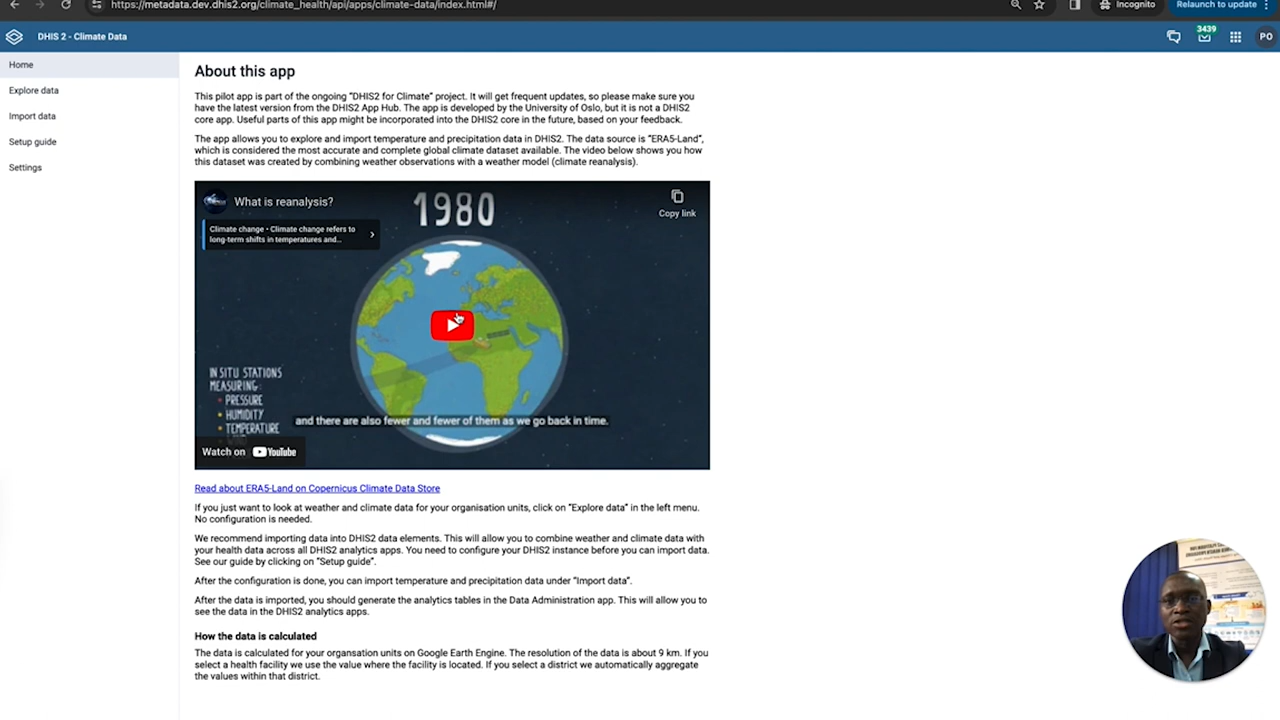 https://metadata.dev.dhis2.org/climate_health/api/apps/climate-data/index.html#/
Incognito
Relaunch to update
DHIS 2 - Climate Data
3439
PO
Home
Explore data
Import data
Setup guide
Settings
About this app
This pilot app is part of the ongoing "DHIS2 for Climate" project. It will get frequent updates, so please make sure you
have the latest version from the DHIS2 App Hub. The app is developed by the University of Oslo, but it is not a DHIS2
core app. Useful parts of this app might be incorporated into the DHIS2 core in the future, based on your feedback.
The app allows you to explore and import temperature and precipitation data in DHIS2. The data source is "ERA5-Land",
which is considered the most accurate and complete global climate dataset available. The video below shows you how
this dataset was created by combining weather observations with a weather model (climate reanalysis).
What is reanalysis?
1980
Copy link
Climate change • Climate change refers to
long-term shifts in temperatures and...
IN SITU STATIONS
MEASURING:
• PRESSURE
• HUMIDITY
• TEMPERATURE
and there are also fewer and fewer of them as we go back in time.
Watch on YouTube
Read about ERA5-Land on Copernicus Climate Data Store
If you just want to look at weather and climate data for your organisation units, click on "Explore data" in the left menu.
No configuration is needed.
We recommend importing data into DHIS2 data elements. This will allow you to combine weather and climate data with
your health data across all DHIS2 analytics apps. You need to configure your DHIS2 instance before you can import data.
See our guide by clicking on "Setup guide".
After the configuration is done, you can import temperature and precipitation data under "Import data".
After the data is imported, you should generate the analytics tables in the Data Administration app. This will allow you to
see the data in the DHIS2 analytics apps.
How the data is calculated
The data is calculated for your organsation units on Google Earth Engine. The resolution of the data is about 9 km. If you
select a health facility we use the value where the facility is located. If you select a district we automatically aggregate
the values within that district.